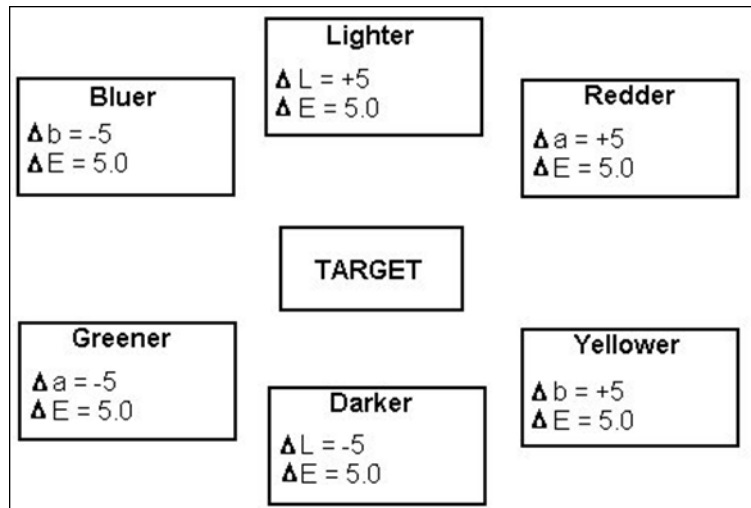 Lighter
Δ L = +5
Δ E = 5.0
Bluer
Δ b = -5
Δ E = 5.0
Redder
Δ a = +5
Δ E = 5.0
TARGET
Greener
Δ a = -5
Δ E = 5.0
Yellower
Δ b = +5
Δ E = 5.0
Darker
Δ L = -5
Δ E = 5.0